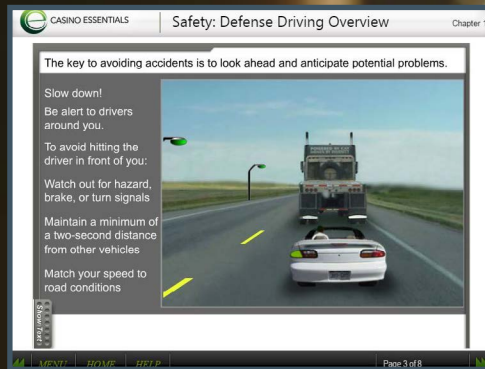 CASINO ESSENTIALS
Safety: Defense Driving Overview
Chapter 1
The key to avoiding accidents is to look ahead and anticipate potential problems.
Slow down!
Be alert to drivers
around you.
To avoid hitting the
driver in front of you:
Watch out for hazard,
brake, or turn signals
Maintain a minimum of
a two-second distance
from other vehicles
Match your speed to
road conditions
Show Text
MENU HOME HELP
Page 3 of 8